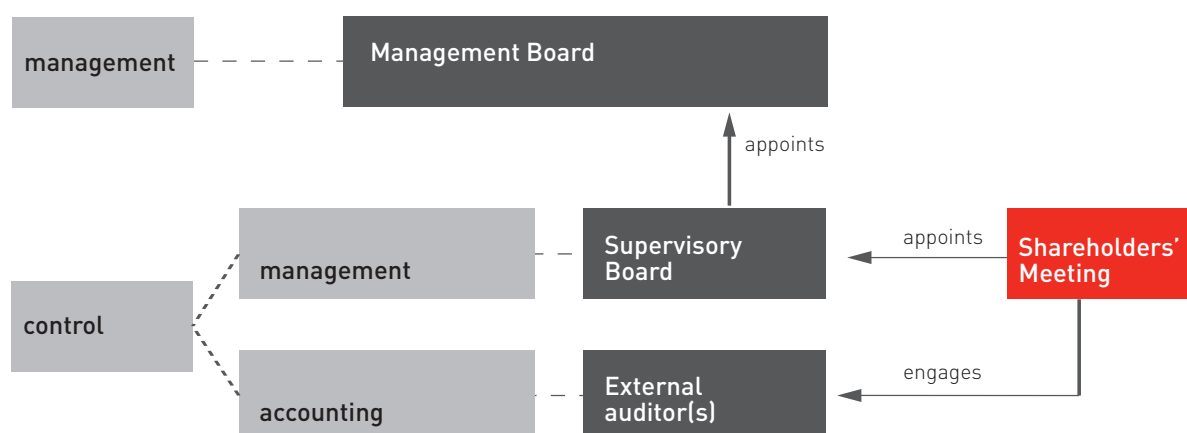 management
Management Board
appoints
management
Supervisory
Board
appoints
Shareholders’
Meeting
control
accounting
External
auditor(s)
engages